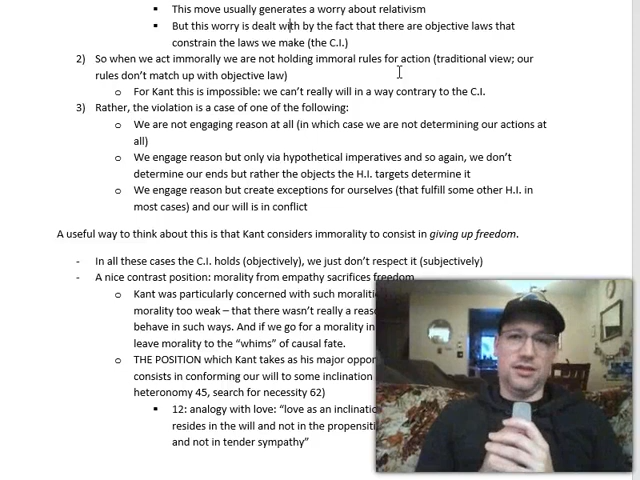 ▪ This move usually generates a worry about relativism
▪ But this worry is dealt with by the fact that there are objective laws that
constrain the laws we make (the C.I.)
2) So when we act immorally we are not holding immoral rules for action (traditional view; our
rules don't match up with objective law)
o For Kant this is impossible: we can't really will in a way contrary to the C.I.
3) Rather, the violation is a case of one of the following:
o We are not engaging reason at all (in which case we are not determining our actions at
all)
o We engage reason but only via hypothetical imperatives and so again, we don't
determine our ends but rather the objects the H.I. targets determine it
o We engage reason but create exceptions for ourselves (that fulfill some other H.I. in
most cases) and our will is in conflict
A useful way to think about this is that Kant considers immorality to consist in giving up freedom.
- In all these cases the C.I. holds (objectively), we just don't respect it (subjectively)
- A nice contrast position: morality from empathy sacrifices freedom
o Kant was particularly concerned with such
morality too weak – that there wasn't really a
behave in such ways. And if we go for a morality in
leave morality to the "whims" of causal fate.
o THE POSITION which Kant takes as his major
consists in conforming our will to some inclination
heteronomy 45, search for necessity 62)
▪ 12: analogy with love: "love as an
resides in the will and not in the
and not in tender sympathy"